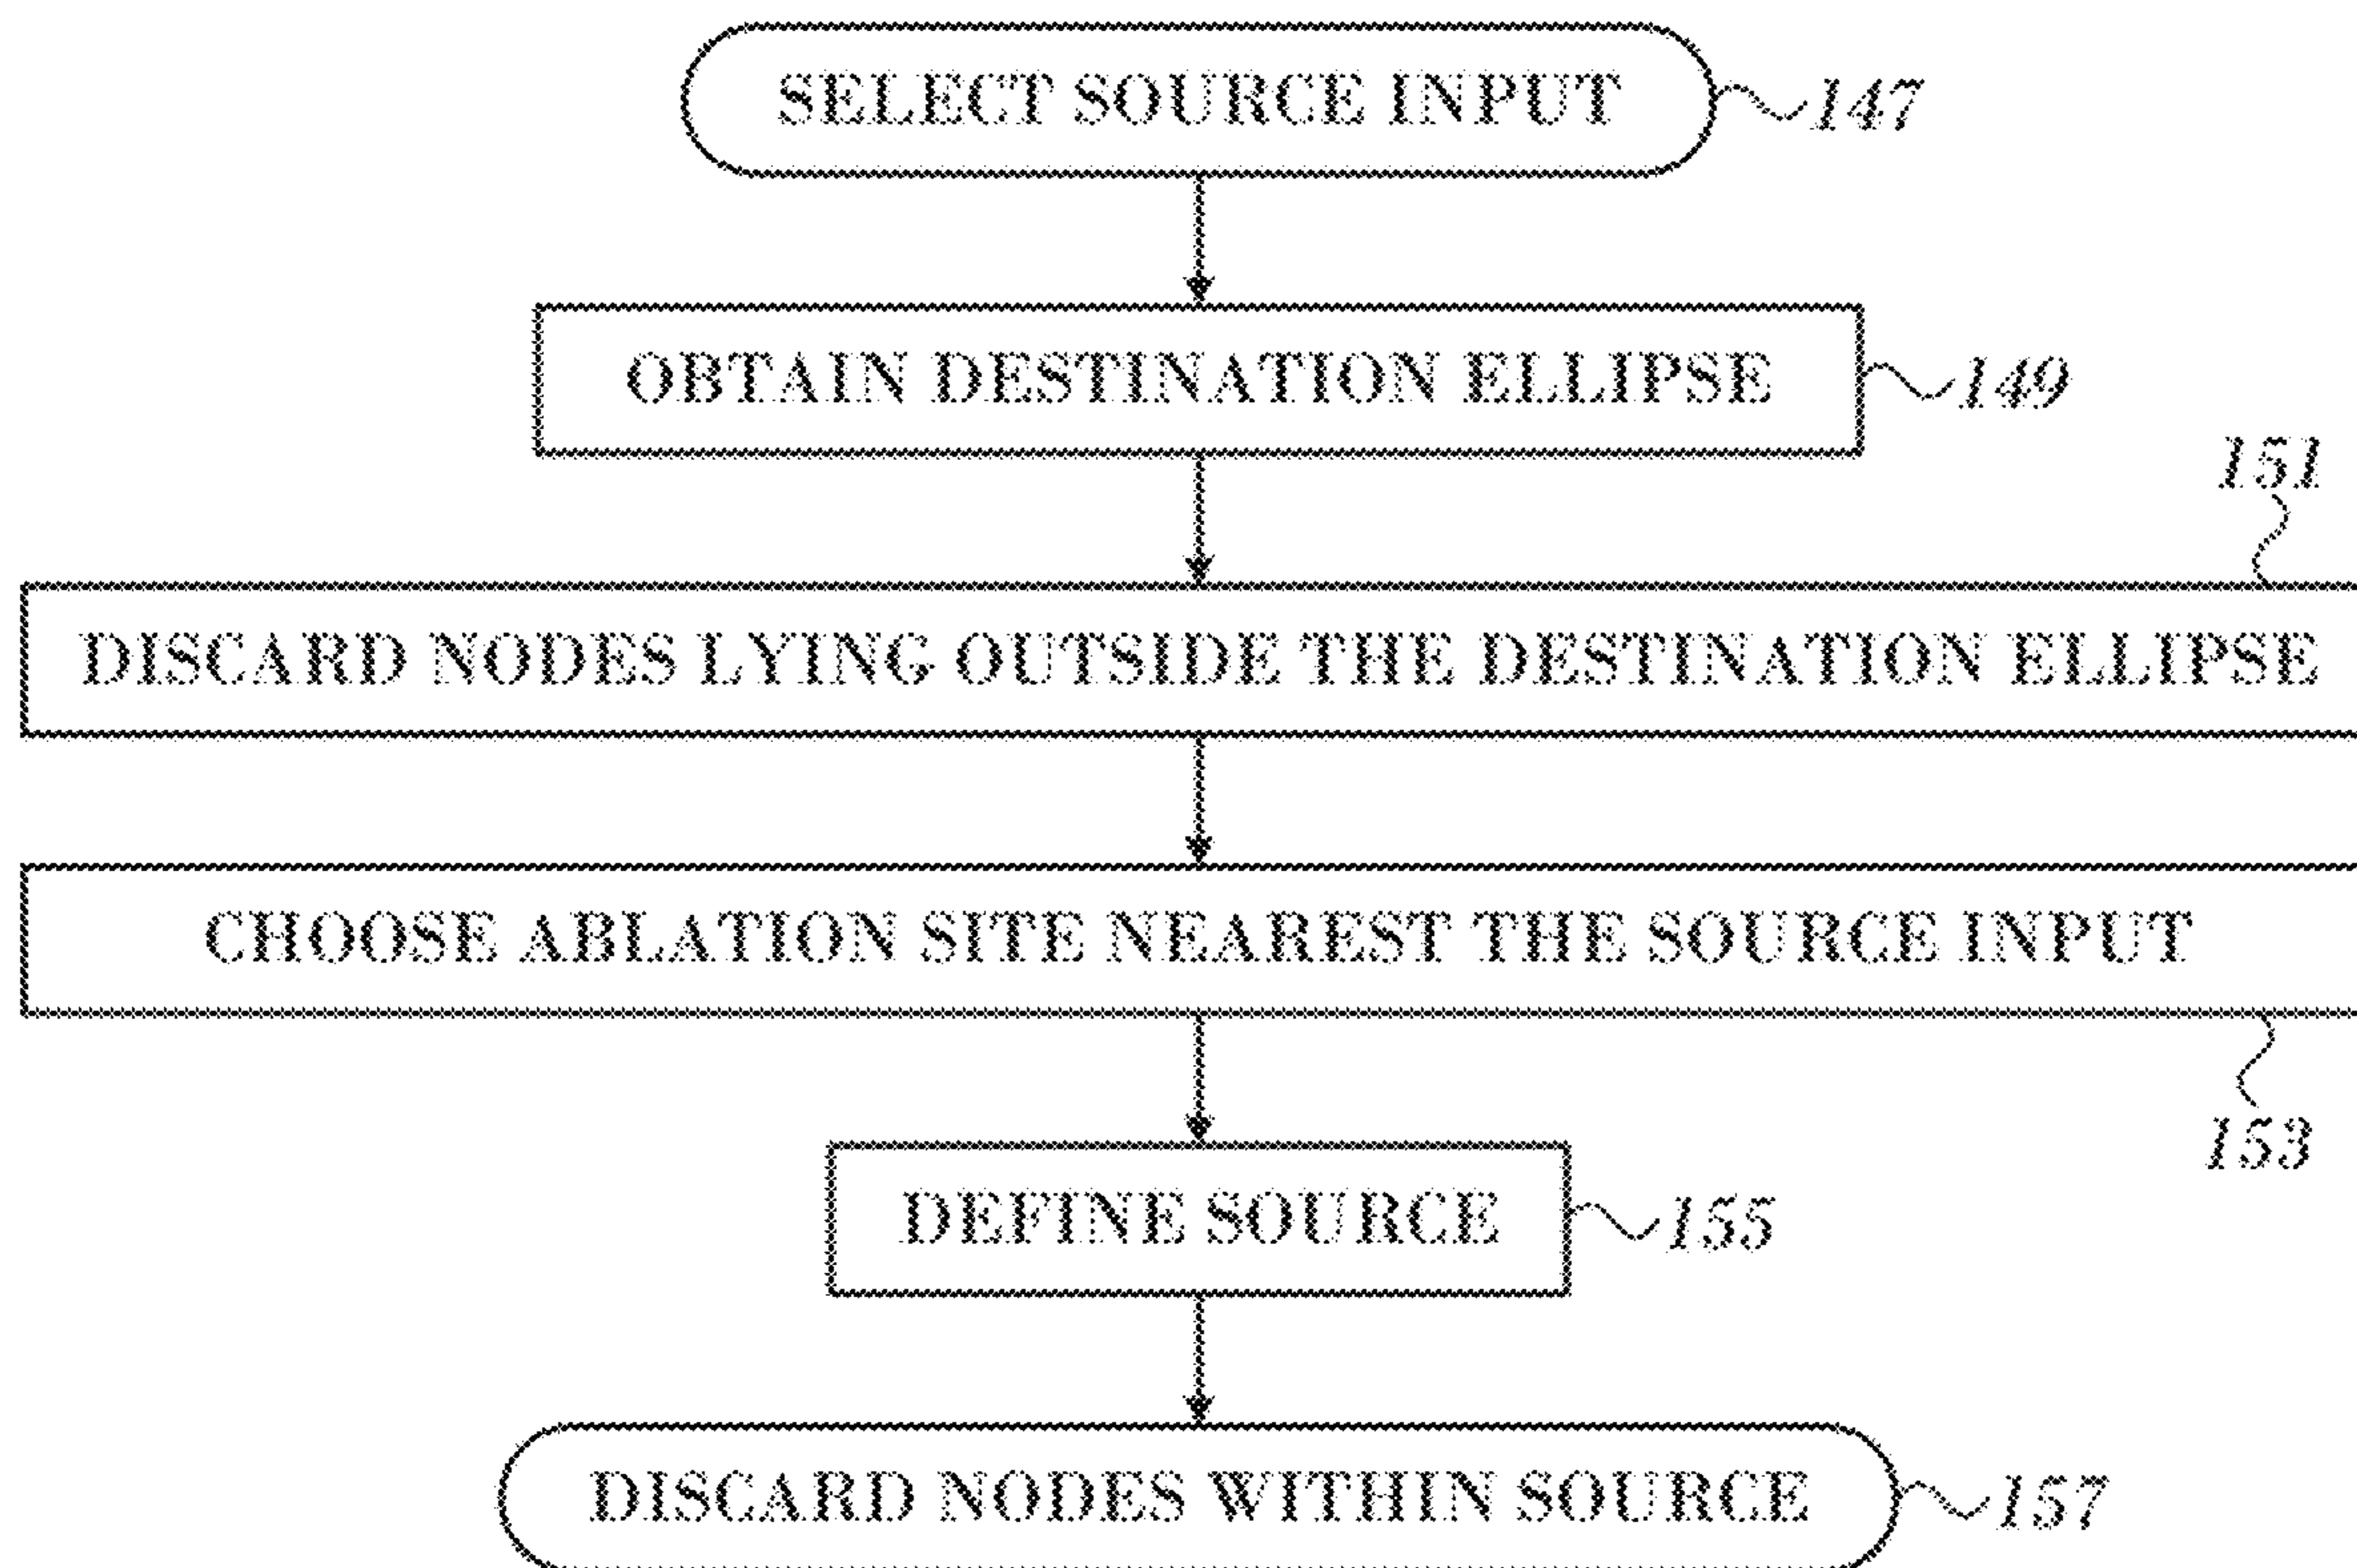 SELECT SOURCE INPUT 147
OBTAIN DESTINATION ELLIPSE 149
151
DISCARD NODES LYING OUTSIDE THE DESTINATION ELLIPSE
CHOOSE ABLATION SITE NEAREST THE SOURCE INPUT
153
DEFINE SOURCE 155
DISCARD NODES WITHIN SOURCE 157